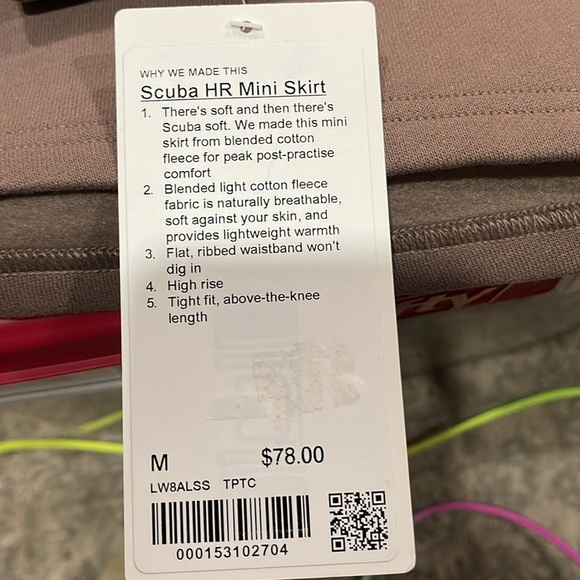 WHY WE MADE THIS
Scuba HR Mini Skirt
1. There's soft and then there's
Scuba soft. We made this mini
skirt from blended cotton
fleece for peak post-practise
comfort
2. Blended light cotton fleece
fabric is naturally breathable,
soft against your skin, and
provides lightweight warmth
3. Flat, ribbed waistband won't
dig in
4. High rise
5. Tight fit, above-the-knee
length
M $78.00
LW8ALSS TPTC
000153102704